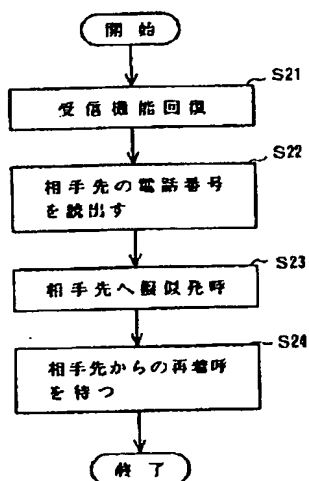 開始
S21
受信機能回復
S22
相手先の電話番号
を読出す
S23
相手先へ擬似発呼
S24
相手先からの再着呼
を待つ
終了